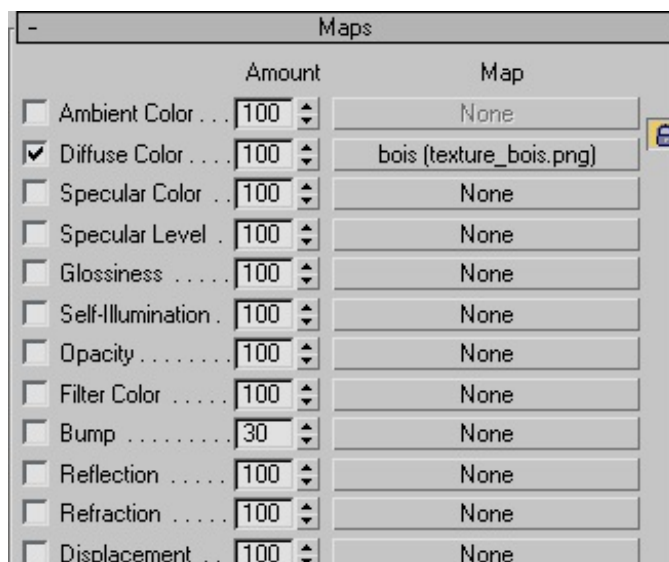 - Maps
Amount Map
Ambient Color . . . 100 None
Diffuse Color . . . . 100 bois (texture_bois.png)
Specular Color . . 100 None
Specular Level . 100 None
Glossiness . . . . . 100 None
Self-Illumination . 100 None
Opacity . . . . . . . . 100 None
Filter Color . . . . . 100 None
Bump . . . . . . . . . 30 None
Reflection . . . . . 100 None
Refraction . . . . . 100 None
Displacement . . 100 None